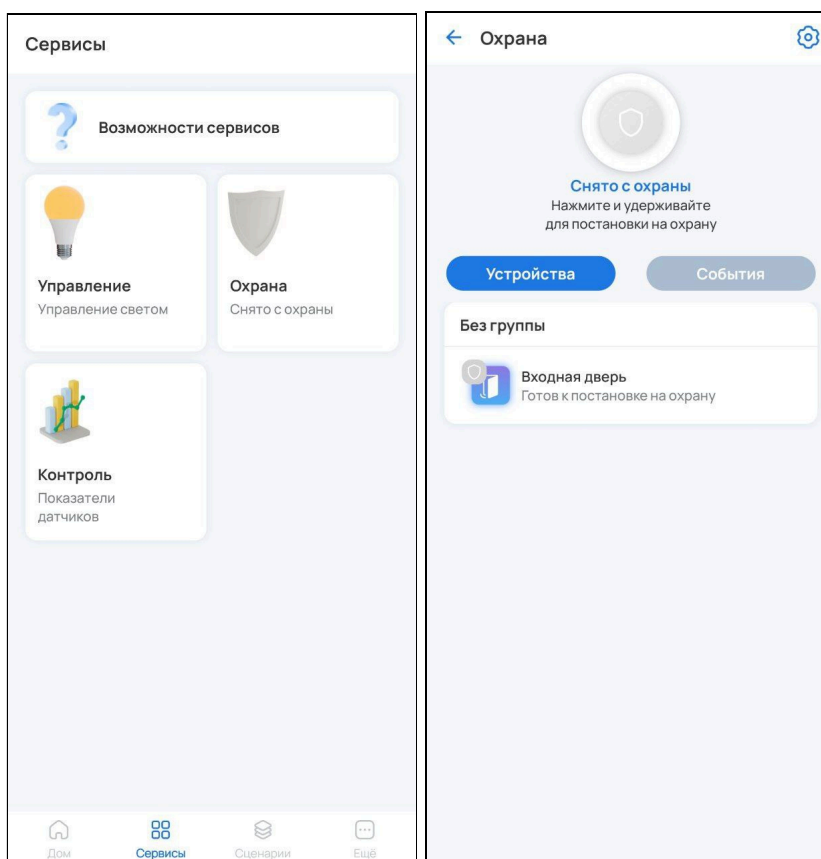 Сервисы
Возможности сервисов
Управление
Управление светом
Охрана
Снято с охраны
Контроль
Показатели
датчиков
Дом
Сервисы
Сценарии
Ещё
Охрана
Снято с охраны
Нажмите и удерживайте
для постановки на охрану
Устройства
События
Без группы
Входная дверь
Готов к постановке на охрану